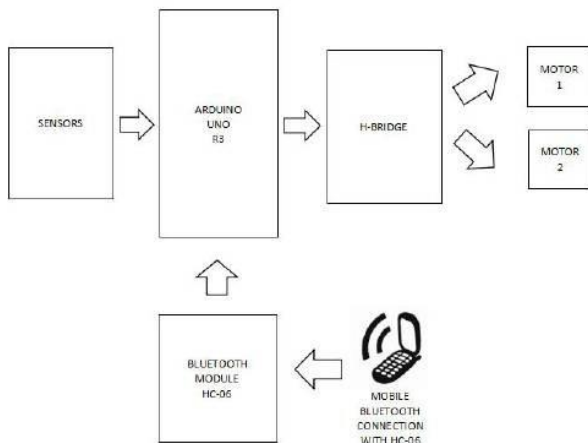 SENSORS
ARDUINO
UNO
R3
H-BRIDGE
MOTOR
1
MOTOR
2
BLUETOOTH
MODULE
HC-06
MOBILE
BLUETOOTH
CONNECTION
WITH HC-06